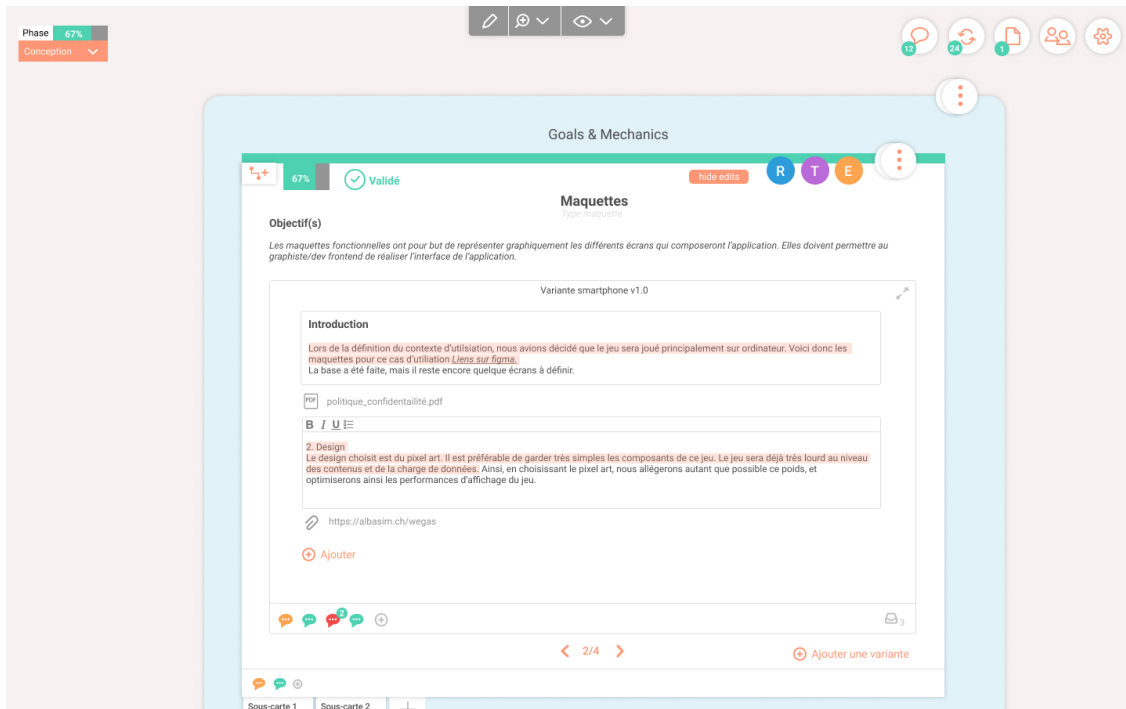 Phase 67%
Conception
12
24
1
Goals & Mechanics
67%
Validé
hide edits
R T E
Maquettes
Type maquette
Objectif(s)
Les maquettes fonctionnelles ont pour but de représenter graphiquement les différents écrans qui composeront l'application. Elles doivent permettre au
graphiste/dev frontend de réaliser l'interface de l'application.
Variante smartphone v1.0
Introduction
Lors de la définition du contexte d'utilsiation, nous avions décidé que le jeu sera joué principalement sur ordinateur. Voici donc les
maquettes pour ce cas d'utiliation Liens sur figma.
La base a été faite, mais il reste encore quelque écrans à définir.
PDF politique_confidentailité.pdf
B I U
2. Design
Le design choisit est du pixel art. Il est préférable de garder très simples les composants de ce jeu. Le jeu sera déjà très lourd au niveau
des contenus et de la charge de données. Ainsi, en choisissant le pixel art, nous allégerons autant que possible ce poids, et
optimiserons ainsi les performances d'affichage du jeu.
https://albasim.ch/wegas
Ajouter
2
3
2/4
Ajouter une variante
Sous-carte 1 Sous-carte 2